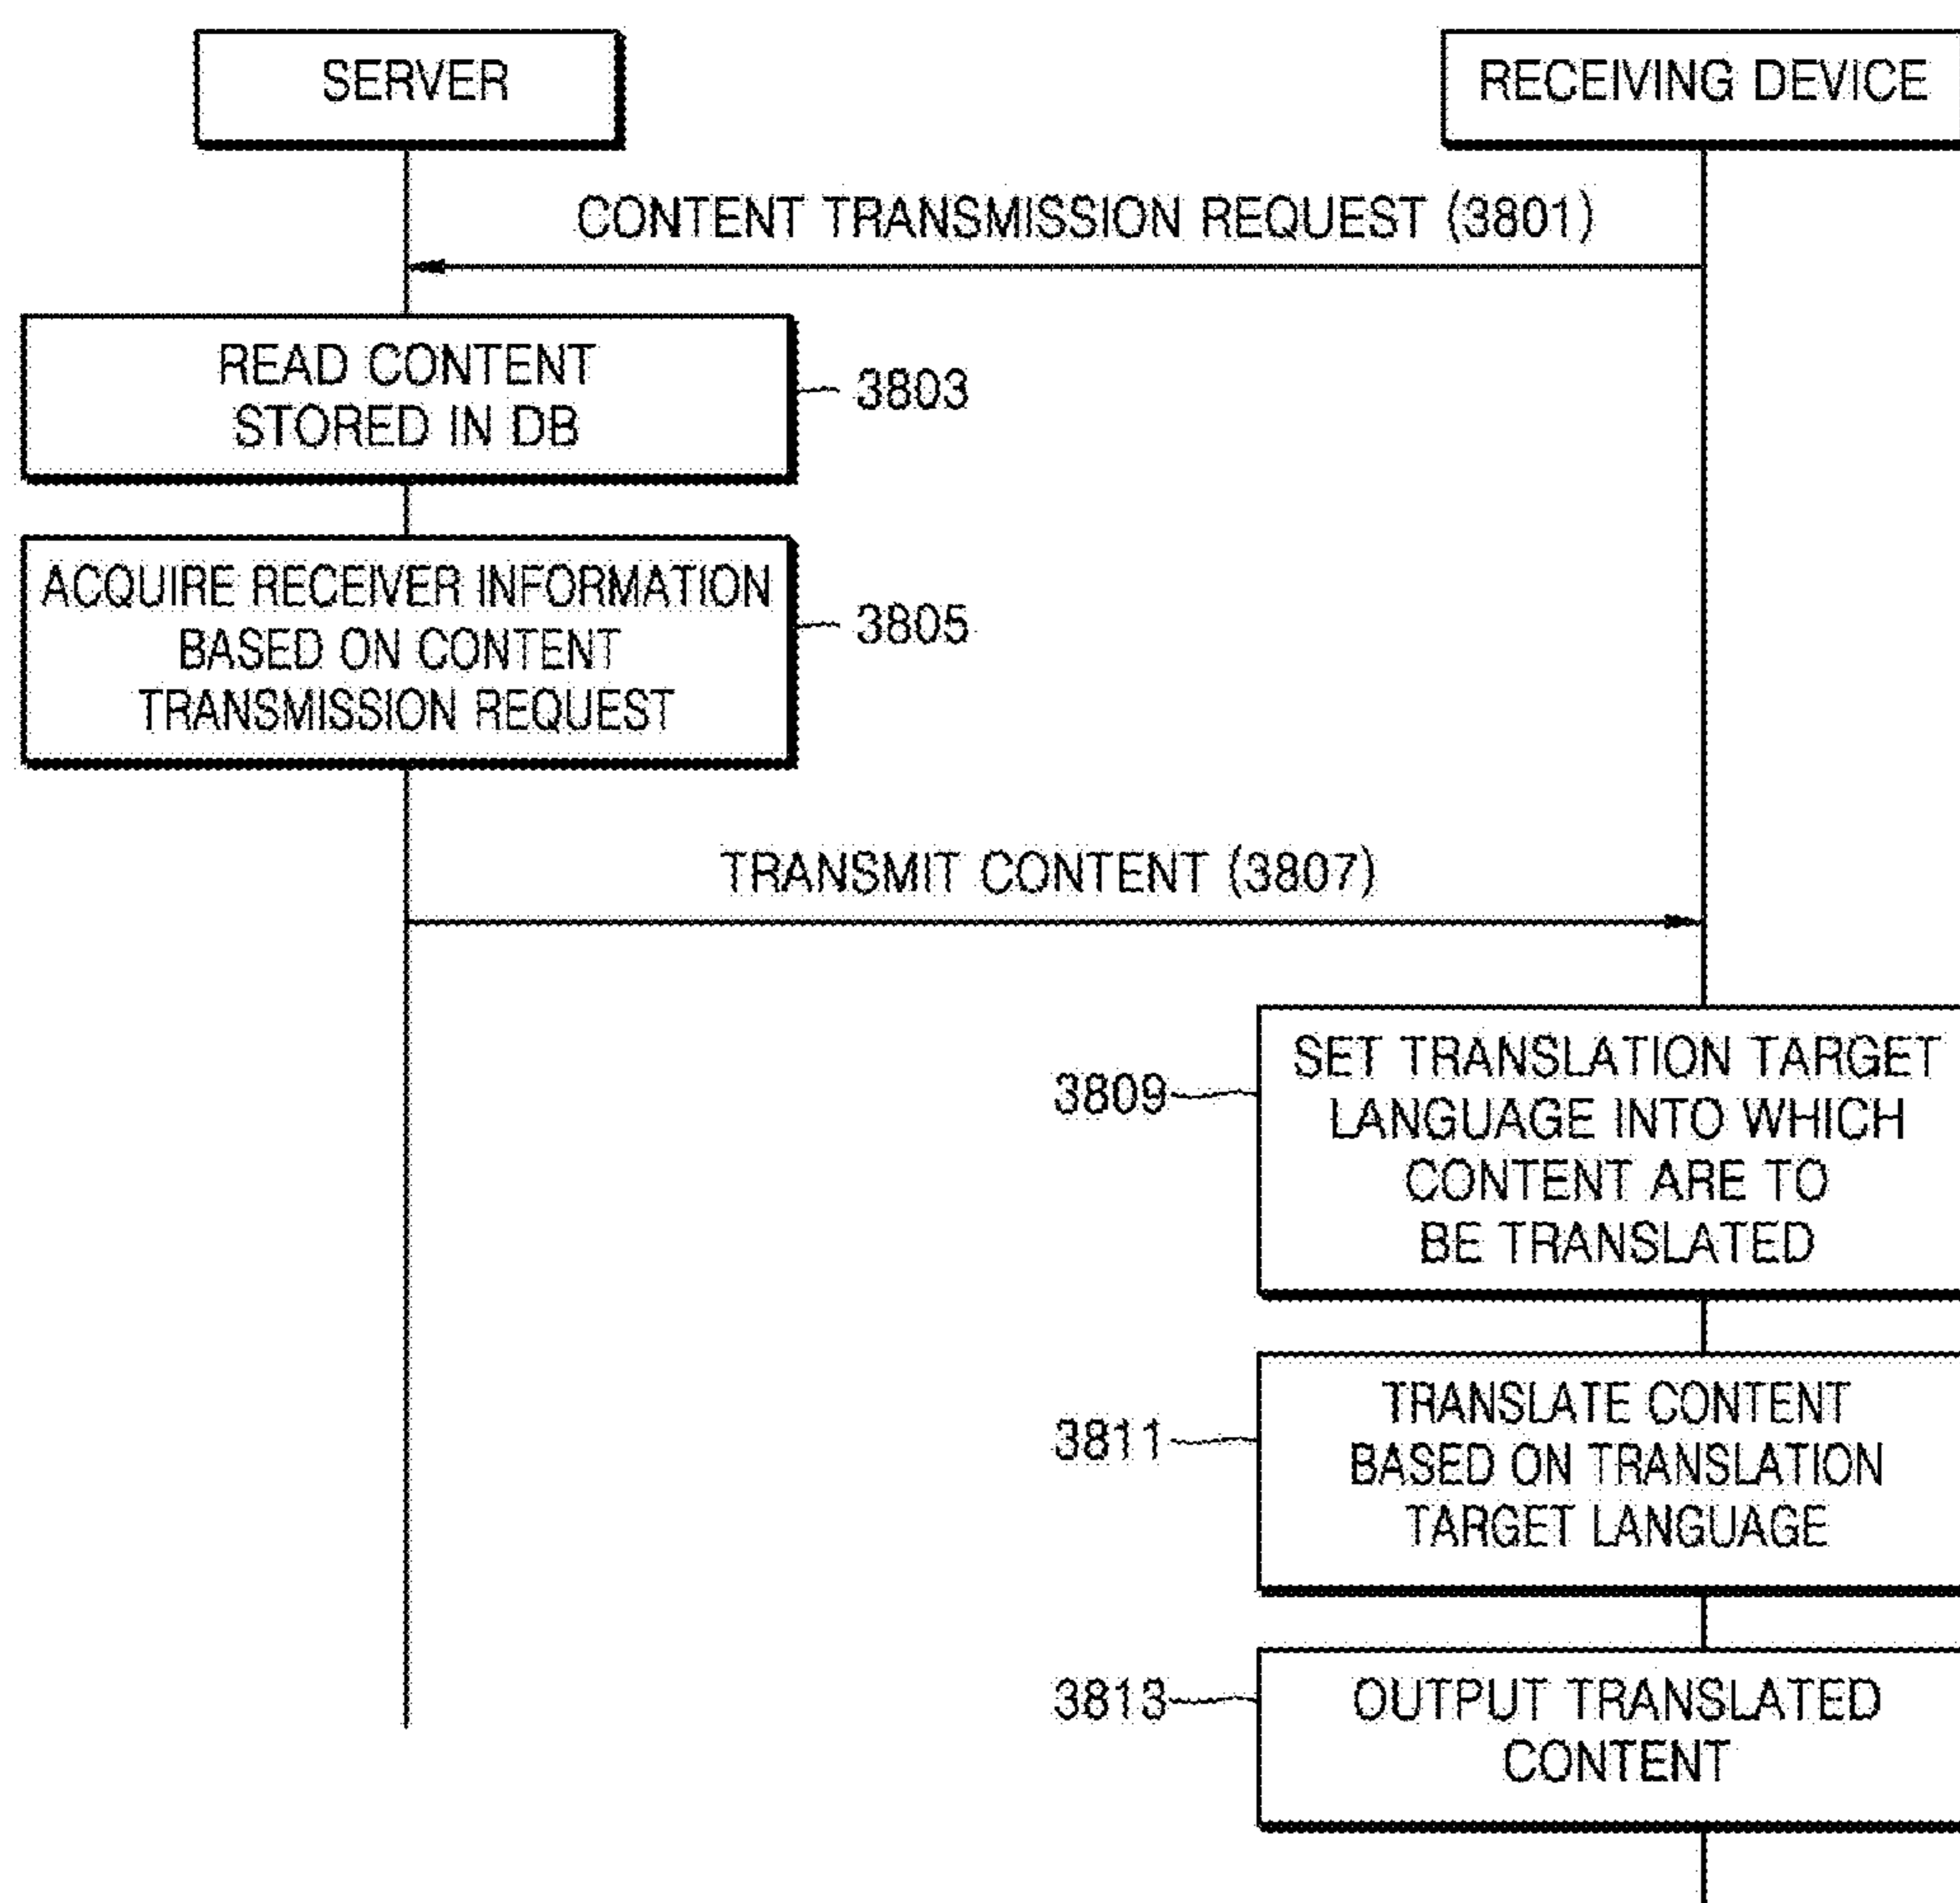 SERVER
RECEIVING DEVICE
CONTENT TRANSMISSION REQUEST (3801)
READ CONTENT
STORED IN DB
3803
ACQUIRE RECEIVER INFORMATION
BASED ON CONTENT
TRANSMISSION REQUEST
3805
TRANSMIT CONTENT (3807)
3809
SET TRANSLATION TARGET
LANGUAGE INTO WHICH
CONTENT ARE TO
BE TRANSLATED
3811
TRANSLATE CONTENT
BASED ON TRANSLATION
TARGET LANGUAGE
3813
OUTPUT TRANSLATED
CONTENT